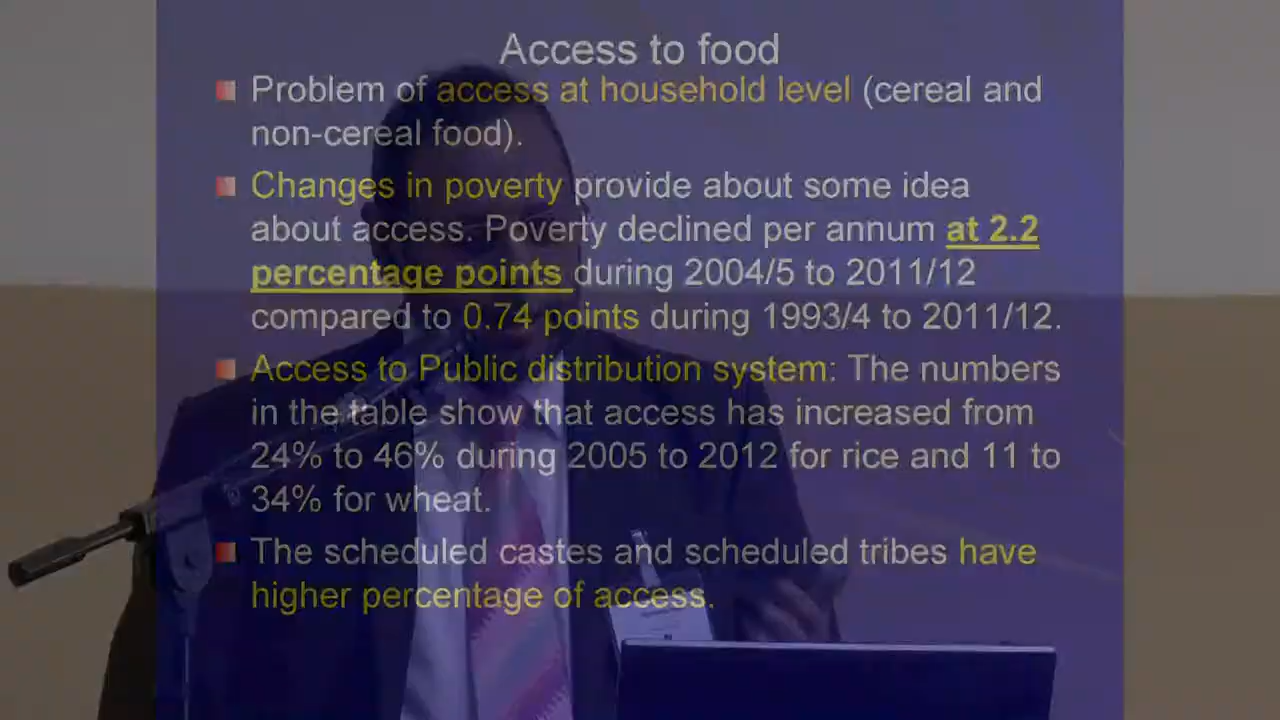 Access to food
Problem of access at household level (cereal and
non-cereal food).
Changes in poverty provide about some idea
about access. Poverty declined per annum at 2.2
percentage points during 2004/5 to 2011/12
compared to 0.74 points during 1993/4 to 2011/12.
Access to Public distribution system: The numbers
in the table show that access has increased from
24% to 46% during 2005 to 2012 for rice and 11 to
34% for wheat.
The scheduled castes and scheduled tribes have
higher percentage of access.